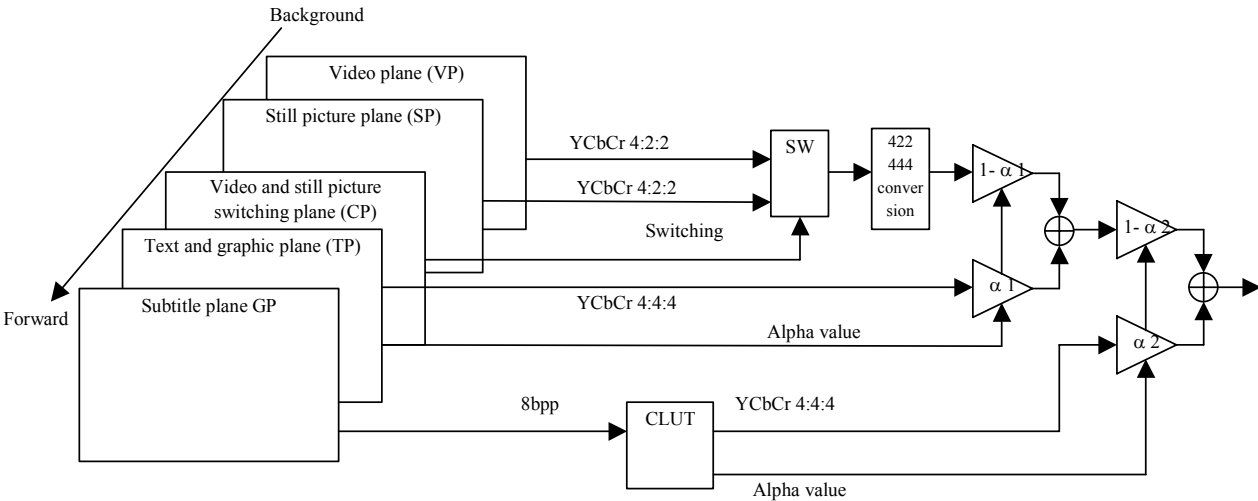 Background
Video plane (VP)
Still picture plane (SP)
Video and still picture
switching plane (CP)
Text and graphic plane (TP)
Subtitle plane GP
Forward
YCbCr 4:2:2
YCbCr 4:2:2
Switching
SW
422
444
conver
sion
1- α 1
YCbCr 4:4:4
α 1
Alpha value
1- α 2
α 2
8bpp
CLUT
YCbCr 4:4:4
Alpha value